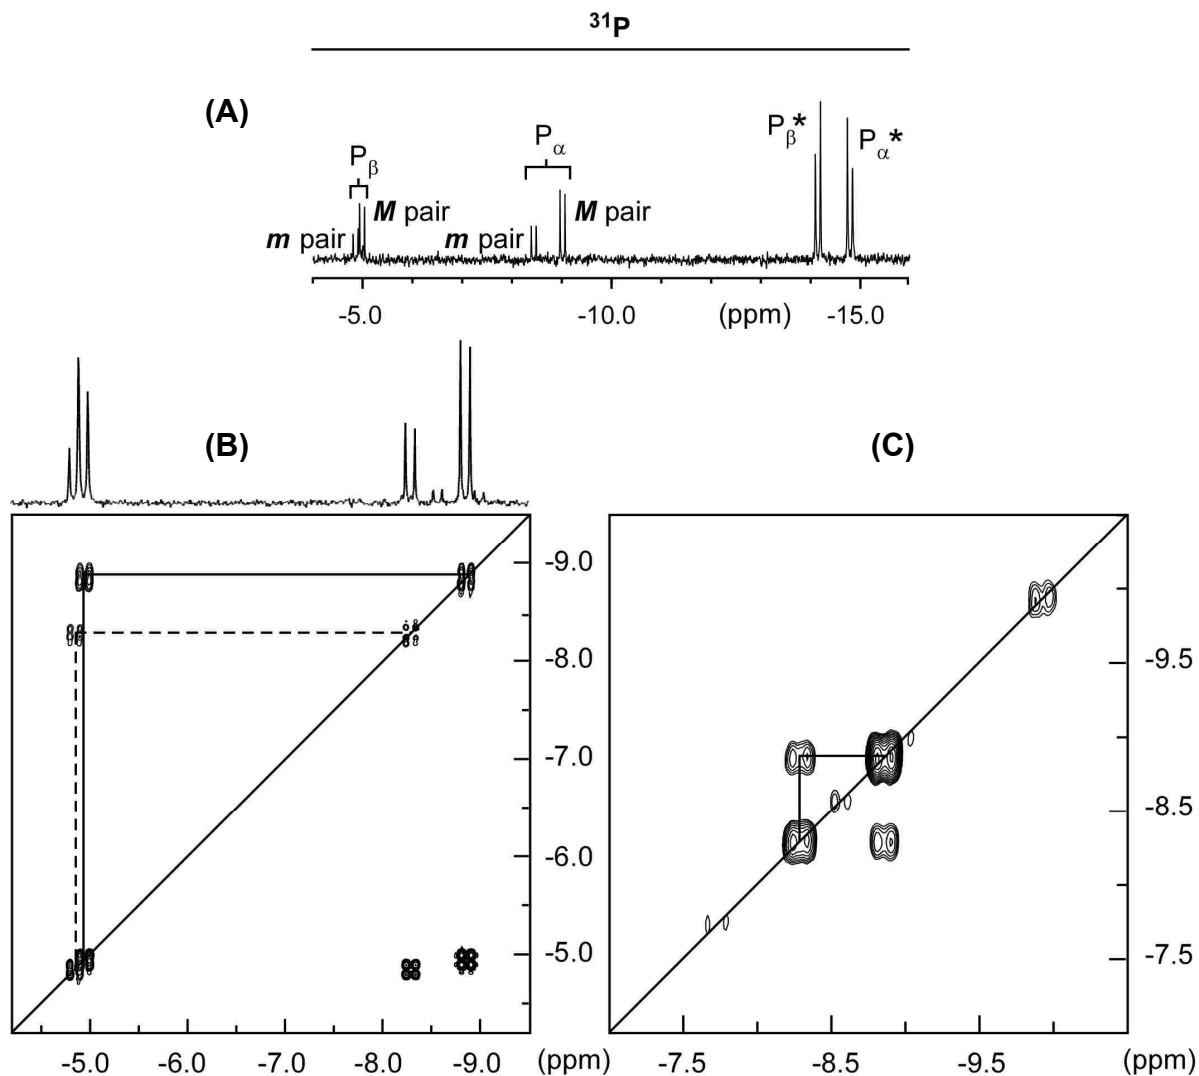 ³¹P
(A)
P_β
m pair
M pair
P_α
m pair
M pair
P_β*
P_α*
-5.0 -10.0 (ppm) -15.0
(B)
-9.0
-8.0
-7.0
-6.0
-5.0
-5.0 -6.0 -7.0 -8.0 -9.0 (ppm)
(C)
-9.5
-8.5
-7.5
-7.5 -8.5 -9.5 (ppm)